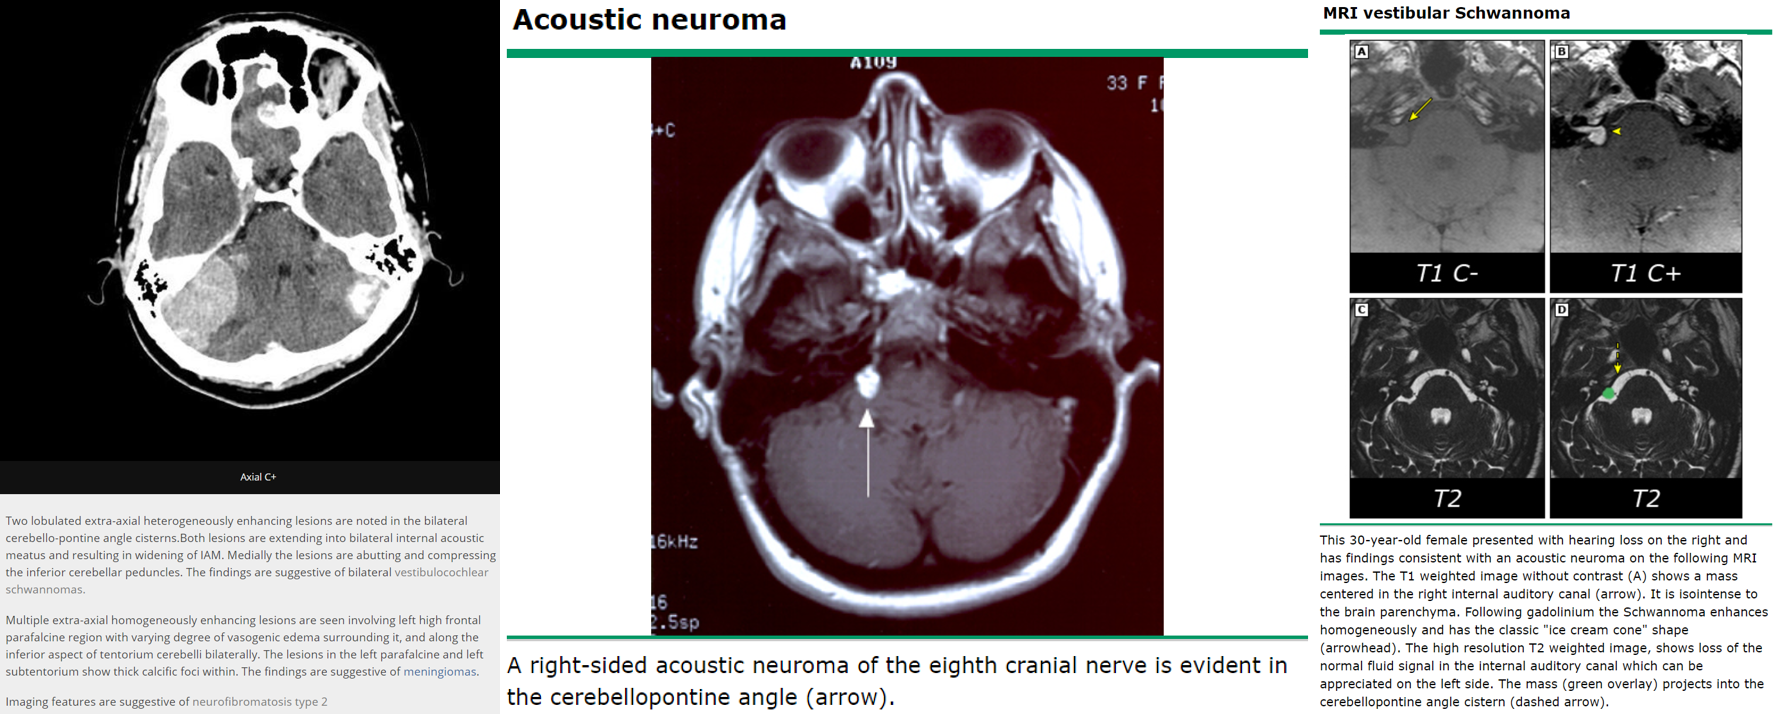 Axial C+
Two lobulated extra-axial heterogeneously enhancing lesions are noted in the bilateral
cerebello-pontine angle cisterns.Both lesions are extending into bilateral internal acoustic
meatus and resulting in widening of IAM. Medially the lesions are abutting and compressing
the inferior cerebellar peduncles. The findings are suggestive of bilateral vestibulocochlear
schwannomas.
Multiple extra-axial homogeneously enhancing lesions are seen involving left high frontal
parafalcine region with varying degree of vasogenic edema surrounding it, and along the
inferior aspect of tentorium cerebelli bilaterally. The lesions in the left parafalcine and left
subtentorium show thick calcific foci within. The findings are suggestive of meningiomas.
Imaging features are suggestive of neurofibromatosis type 2
Acoustic neuroma
A109
33 F
+C
16kHz
16
2.5sp
A right-sided acoustic neuroma of the eighth cranial nerve is evident in
the cerebellopontine angle (arrow).
MRI vestibular Schwannoma
A
B
T1 C-
T1 C+
C
D
T2
T2
This 30-year-old female presented with hearing loss on the right and
has findings consistent with an acoustic neuroma on the following MRI
images. The T1 weighted image without contrast (A) shows a mass
centered in the right internal auditory canal (arrow). It is isointense to
the brain parenchyma. Following gadolinium the Schwannoma enhances
homogeneously and has the classic "ice cream cone" shape
(arrowhead). The high resolution T2 weighted image, shows loss of the
normal fluid signal in the internal auditory canal which can be
appreciated on the left side. The mass (green overlay) projects into the
cerebellopontine angle cistern (dashed arrow).